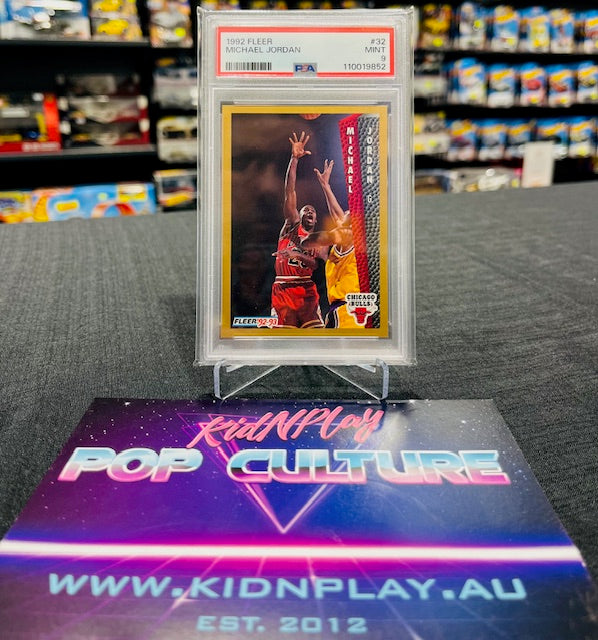 1992 FLEER #32
MICHAEL JORDAN MINT
9
PSA 110019852
MICHAEL
JORDAN G
CHICAGO
BULLS
FLEER '92-93
KidNPlay
POP CULTURE
WWW.KIDNPLAY.AU
EST. 2012